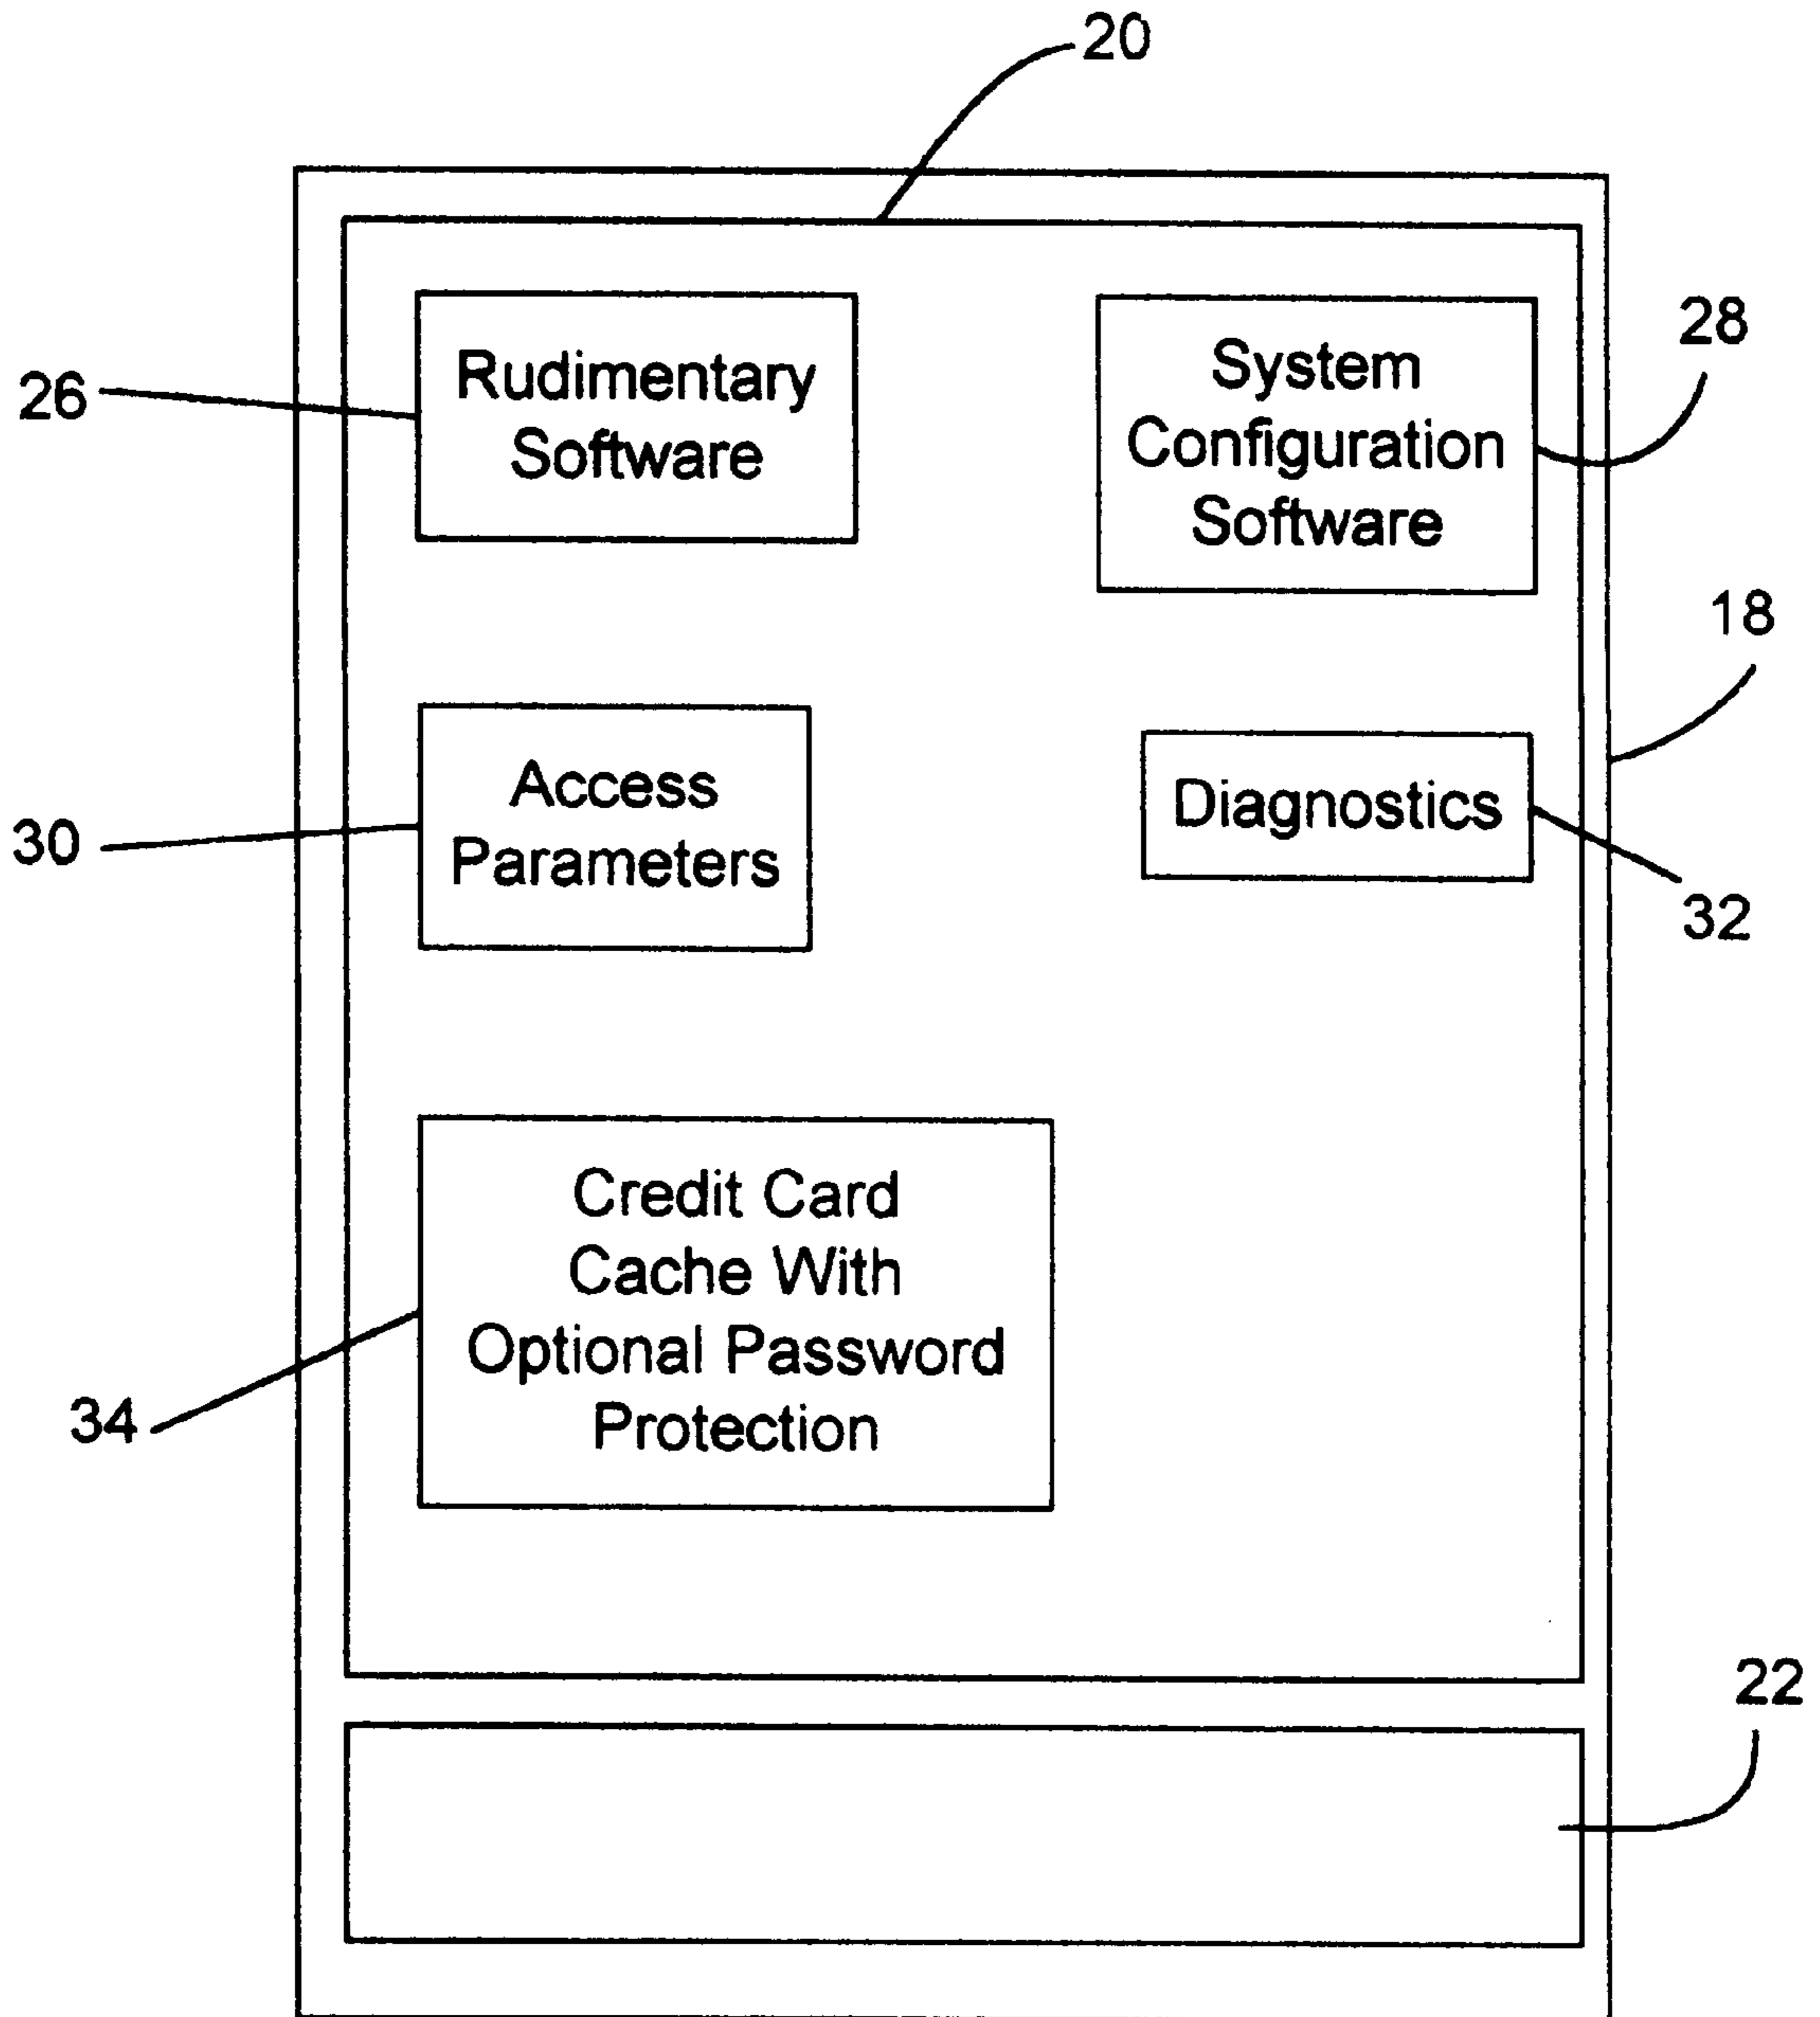 20
26
Rudimentary
Software
System
Configuration
Software
28
18
30
Access
Parameters
Diagnostics
32
34
Credit Card
Cache With
Optional Password
Protection
22